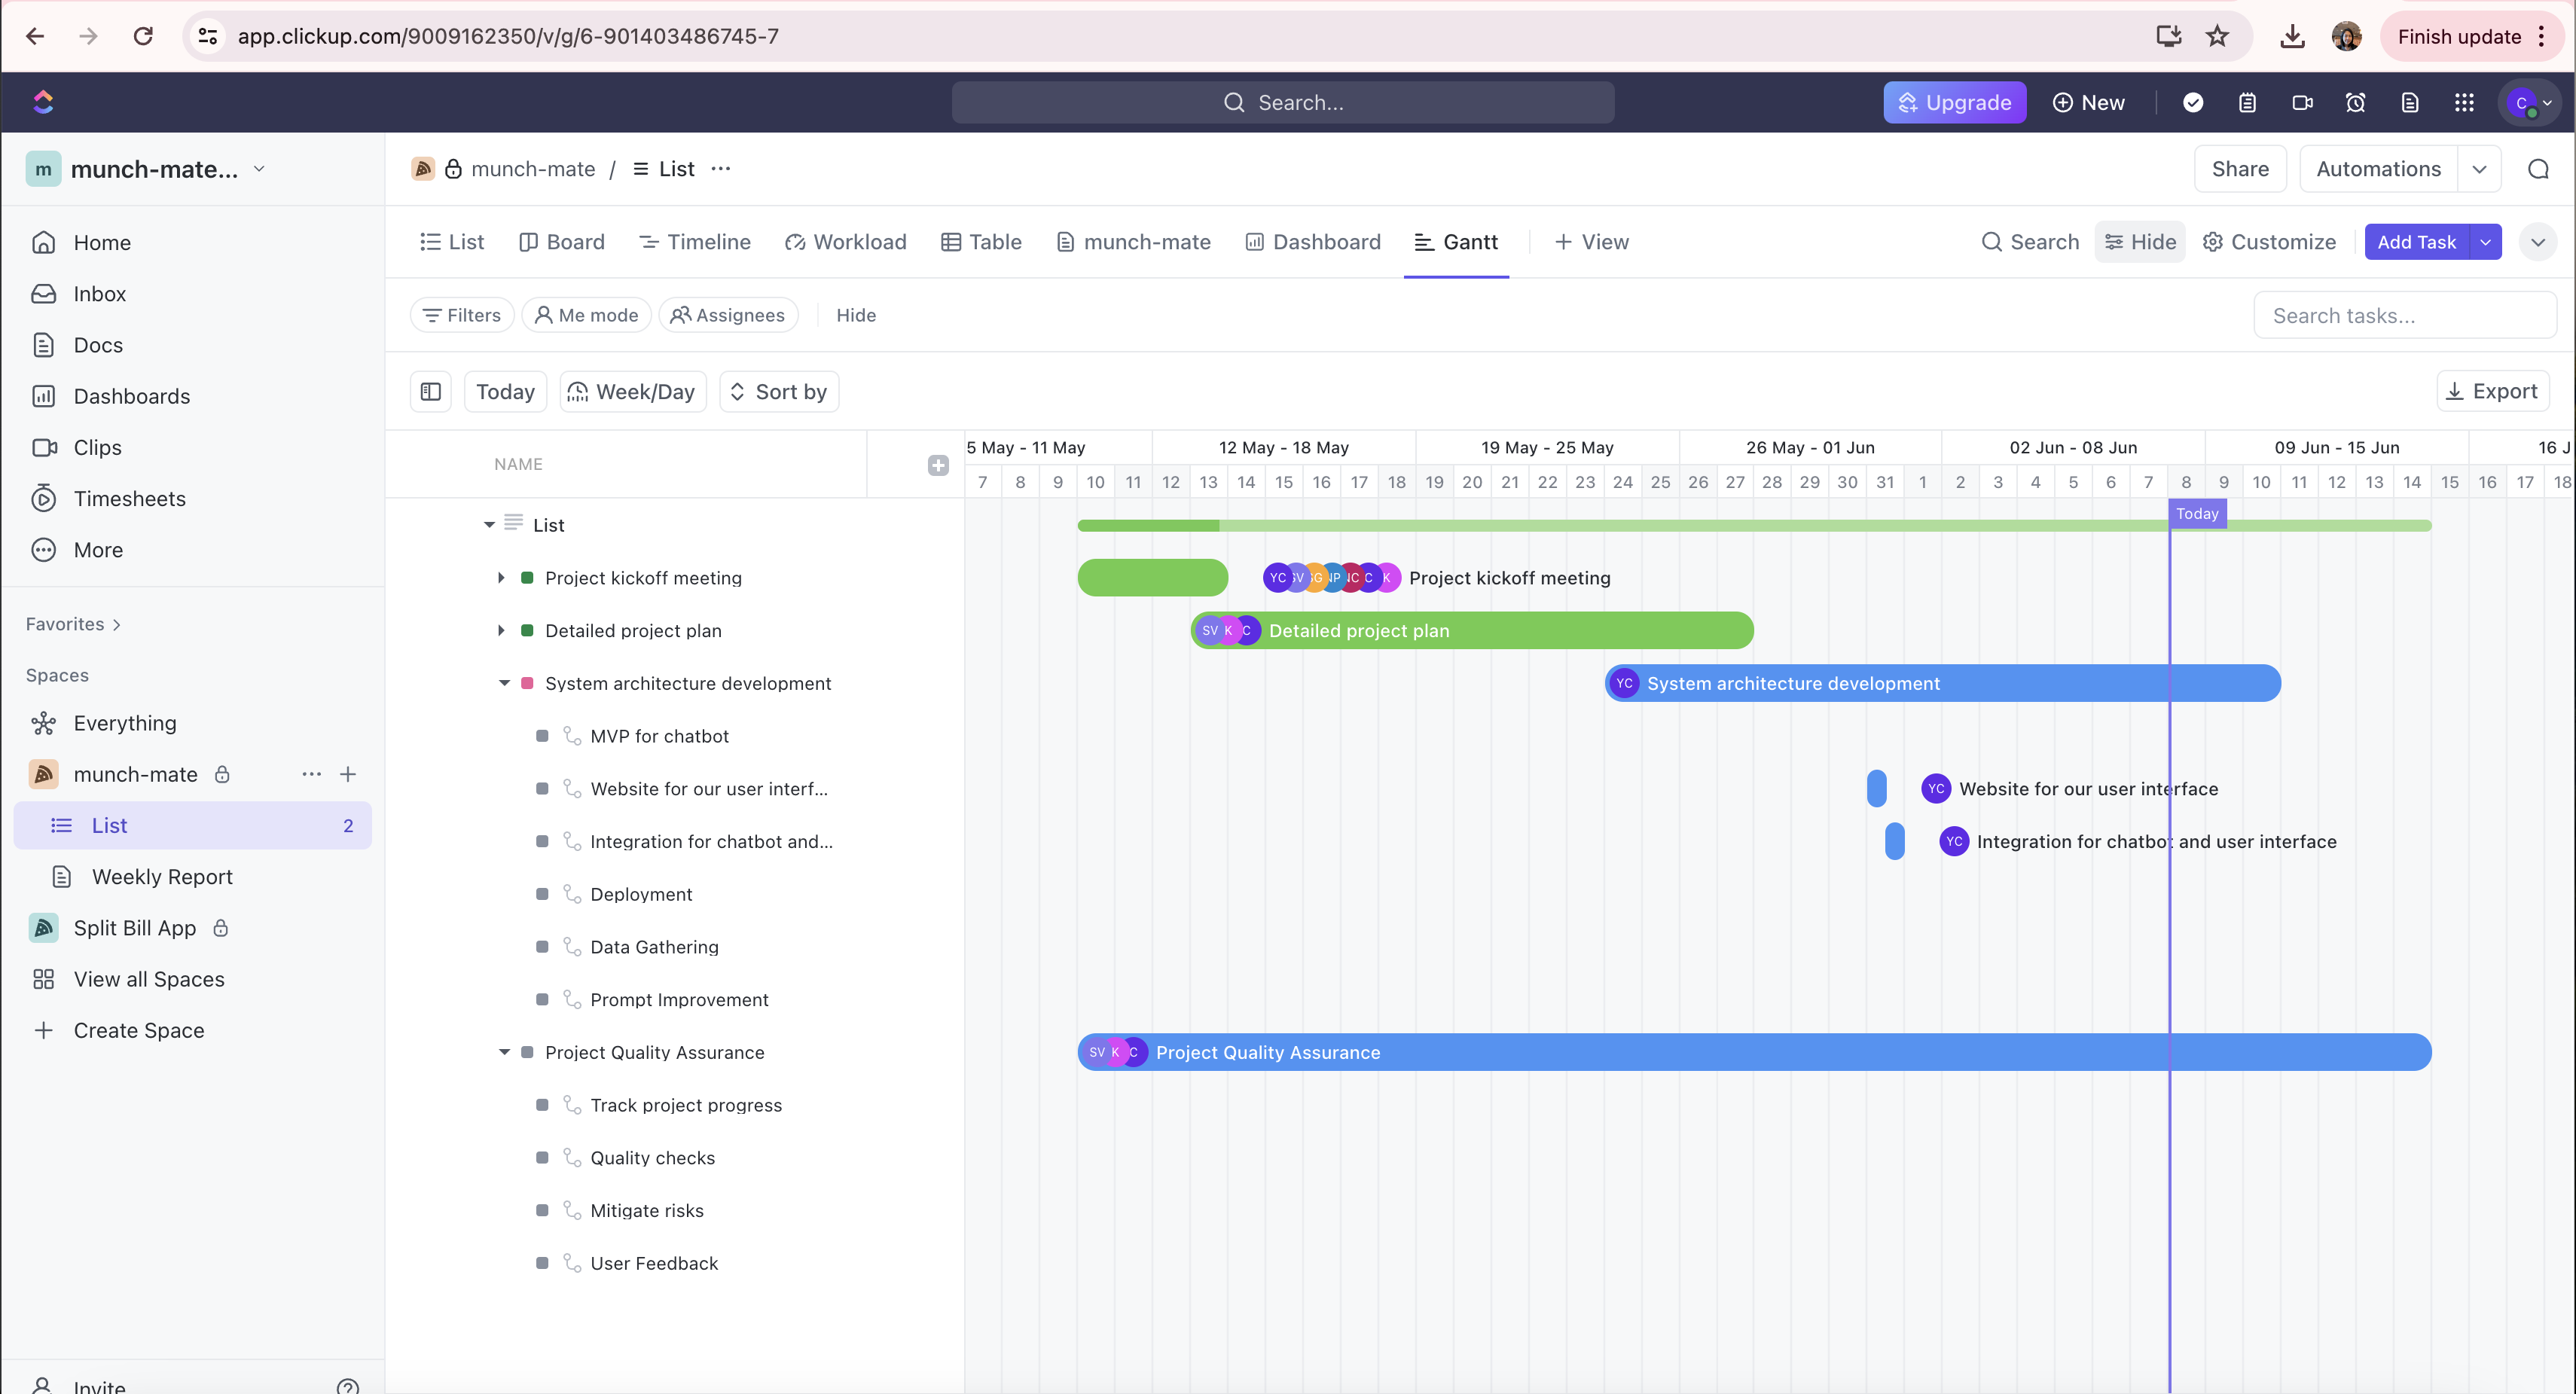 app.clickup.com/9009162350/v/g/6-901403486745-7
Finish update
Search...
Upgrade
New
C
m munch-mate...
munch-mate / List ...
Share
Automations
Home
Inbox
Docs
Dashboards
Clips
Timesheets
More
Favorites
Spaces
Everything
munch-mate
List 2
Weekly Report
Split Bill App
View all Spaces
Create Space
Invite
List Board Timeline Workload Table munch-mate Dashboard Gantt View
Search Hide Customize Add Task
Filters Me mode Assignees Hide
Search tasks...
Today Week/Day Sort by
Export
NAME
5 May - 11 May 12 May - 18 May 19 May - 25 May 26 May - 01 Jun 02 Jun - 08 Jun 09 Jun - 15 Jun 16 J
7 8 9 10 11 12 13 14 15 16 17 18 19 20 21 22 23 24 25 26 27 28 29 30 31 1 2 3 4 5 6 7 8 9 10 11 12 13 14 15 16 17 18
Today
List
Project kickoff meeting
YC SV NP NC C K Project kickoff meeting
Detailed project plan
SV K C Detailed project plan
System architecture development
YC System architecture development
MVP for chatbot
Website for our user interf...
YC Website for our user interface
Integration for chatbot and...
YC Integration for chatbot and user interface
Deployment
Data Gathering
Prompt Improvement
Project Quality Assurance
SV K C Project Quality Assurance
Track project progress
Quality checks
Mitigate risks
User Feedback